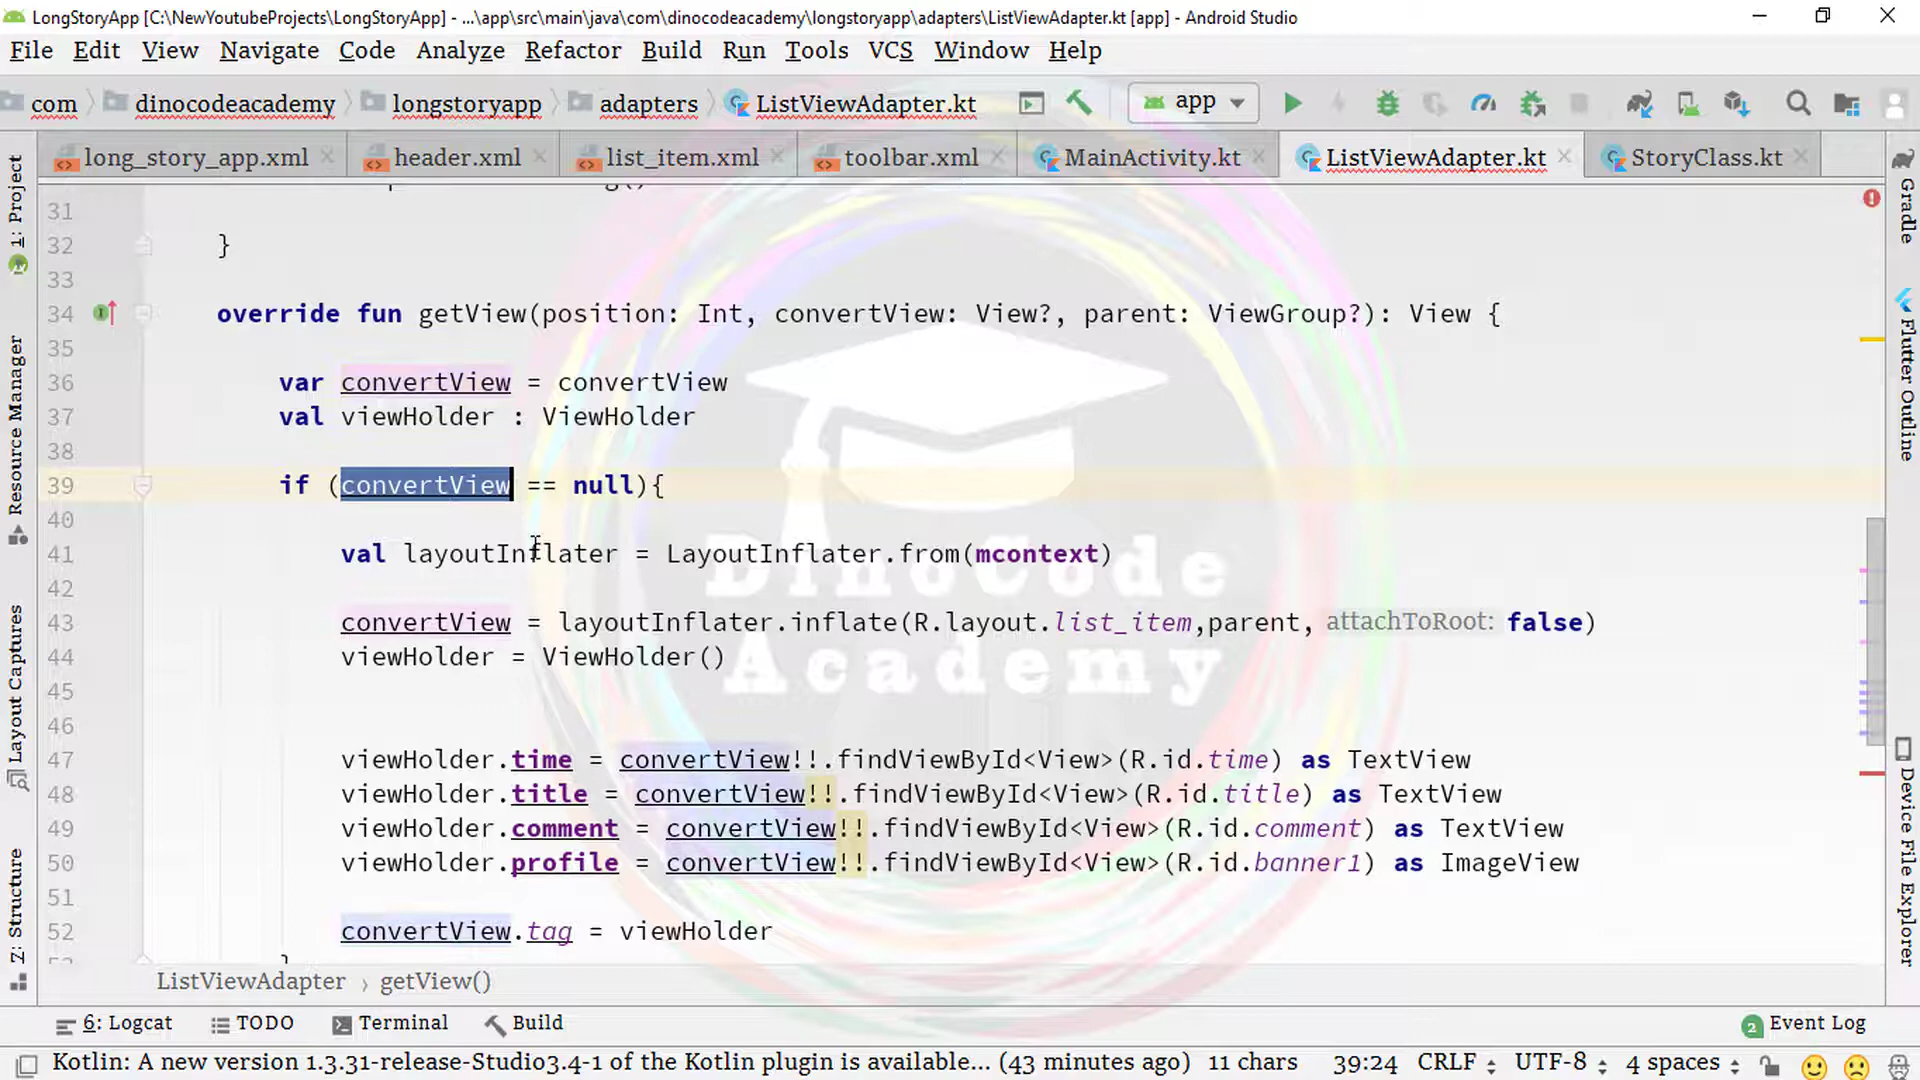 LongStoryApp [C:\NewYoutubeProjects\LongStoryApp] - ...\app\src\main\java\com\dinocodeacademy\longstoryapp\adapters\ListViewAdapter.kt [app] - Android Studio
File Edit View Navigate Code Analyze Refactor Build Run Tools VCS Window Help
com dinocodeacademy longstoryapp adapters ListViewAdapter.kt app
long_story_app.xml header.xml list_item.xml toolbar.xml MainActivity.kt ListViewAdapter.kt StoryClass.kt
1: Project
Resource Manager
Layout Captures
Z: Structure
31
32 }
33
34 override fun getView(position: Int, convertView: View?, parent: ViewGroup?): View {
35
36 var convertView = convertView
37 val viewHolder : ViewHolder
38
39 if (convertView == null){
40
41 val layoutInflater = LayoutInflater.from(mcontext)
42
43 convertView = layoutInflater.inflate(R.layout.list_item,parent, attachToRoot: false)
44 viewHolder = ViewHolder()
45
46
47 viewHolder.time = convertView!!.findViewById<View>(R.id.time) as TextView
48 viewHolder.title = convertView!!.findViewById<View>(R.id.title) as TextView
49 viewHolder.comment = convertView!!.findViewById<View>(R.id.comment) as TextView
50 viewHolder.profile = convertView!!.findViewById<View>(R.id.banner1) as ImageView
51
52 convertView.tag = viewHolder
DinoCode
Academy
Gradle
Flutter Outline
Device File Explorer
ListViewAdapter › getView()
6: Logcat TODO Terminal Build 2 Event Log
Kotlin: A new version 1.3.31-release-Studio3.4-1 of the Kotlin plugin is available... (43 minutes ago) 11 chars 39:24 CRLF UTF-8 4 spaces